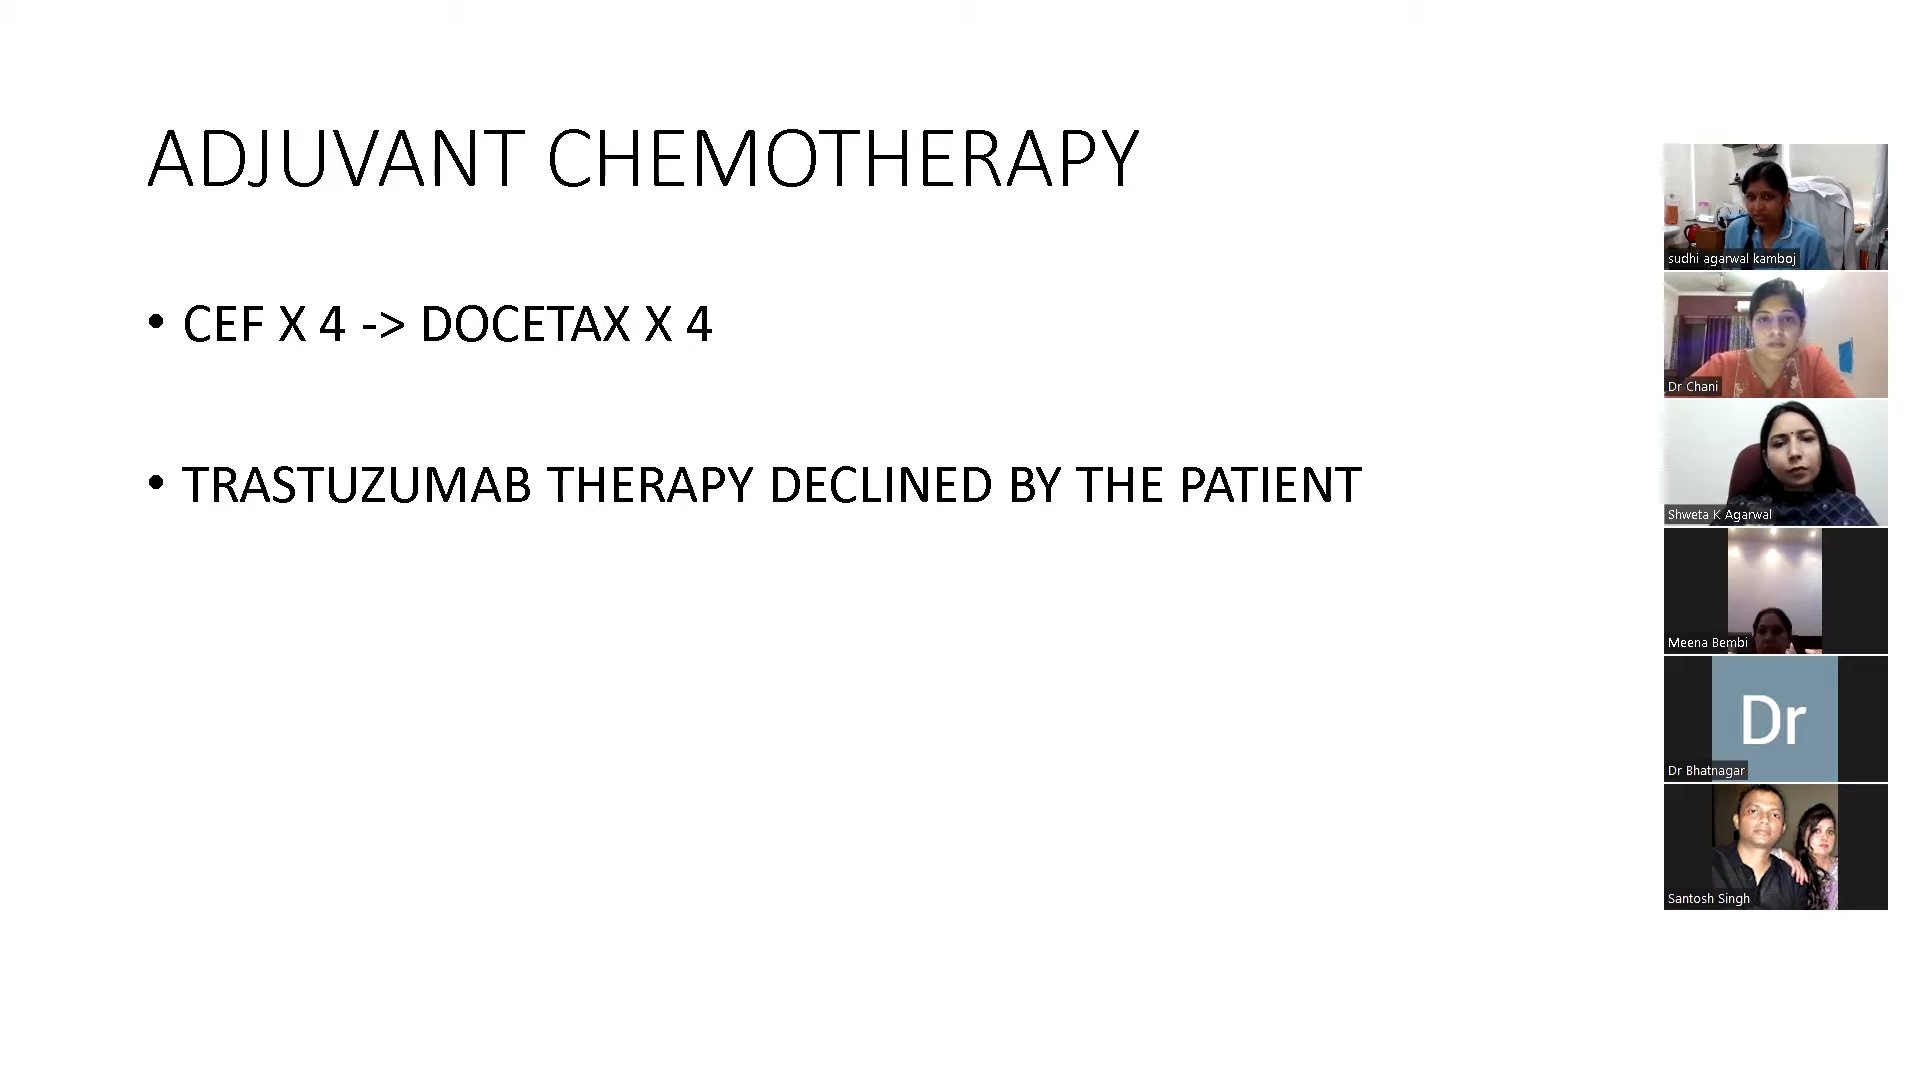 ADJUVANT CHEMOTHERAPY
• CEF X 4 -> DOCETAX X 4
• TRASTUZUMAB THERAPY DECLINED BY THE PATIENT
sudhi agarwal kamboj
Dr Chani
Shweta K Agarwal
Meena Bembi
Dr
Dr Bhatnagar
Santosh Singh